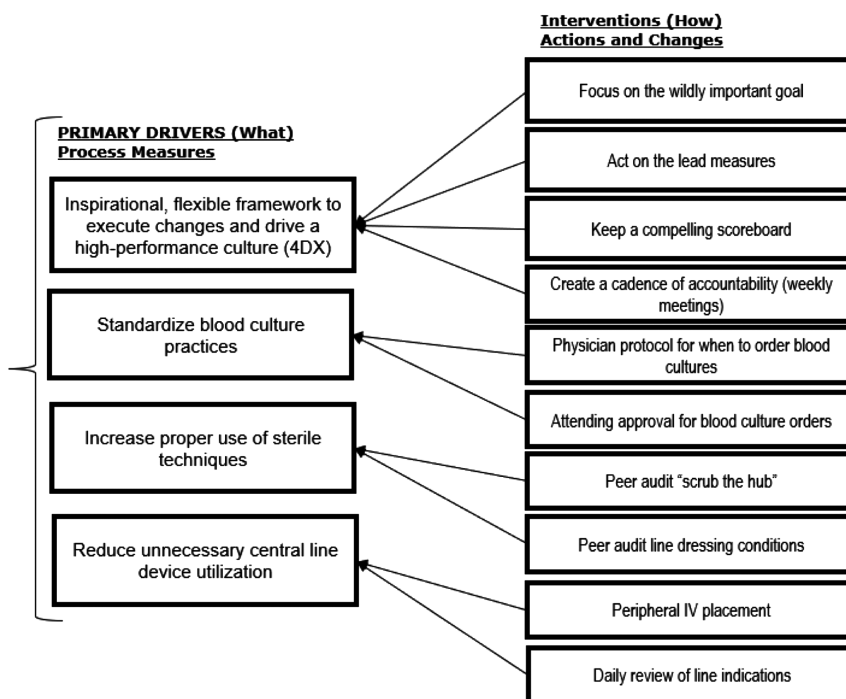 Interventions (How)
Actions and Changes
Focus on the wildly important goal
PRIMARY DRIVERS (What)
Process Measures
Act on the lead measures
Inspirational, flexible framework to
execute changes and drive a
high-performance culture (4DX)
Keep a compelling scoreboard
Create a cadence of accountability (weekly
meetings)
Standardize blood culture
practices
Physician protocol for when to order blood
cultures
Attending approval for blood culture orders
Increase proper use of sterile
techniques
Peer audit “scrub the hub”
Peer audit line dressing conditions
Reduce unnecessary central line
device utilization
Peripheral IV placement
Daily review of line indications